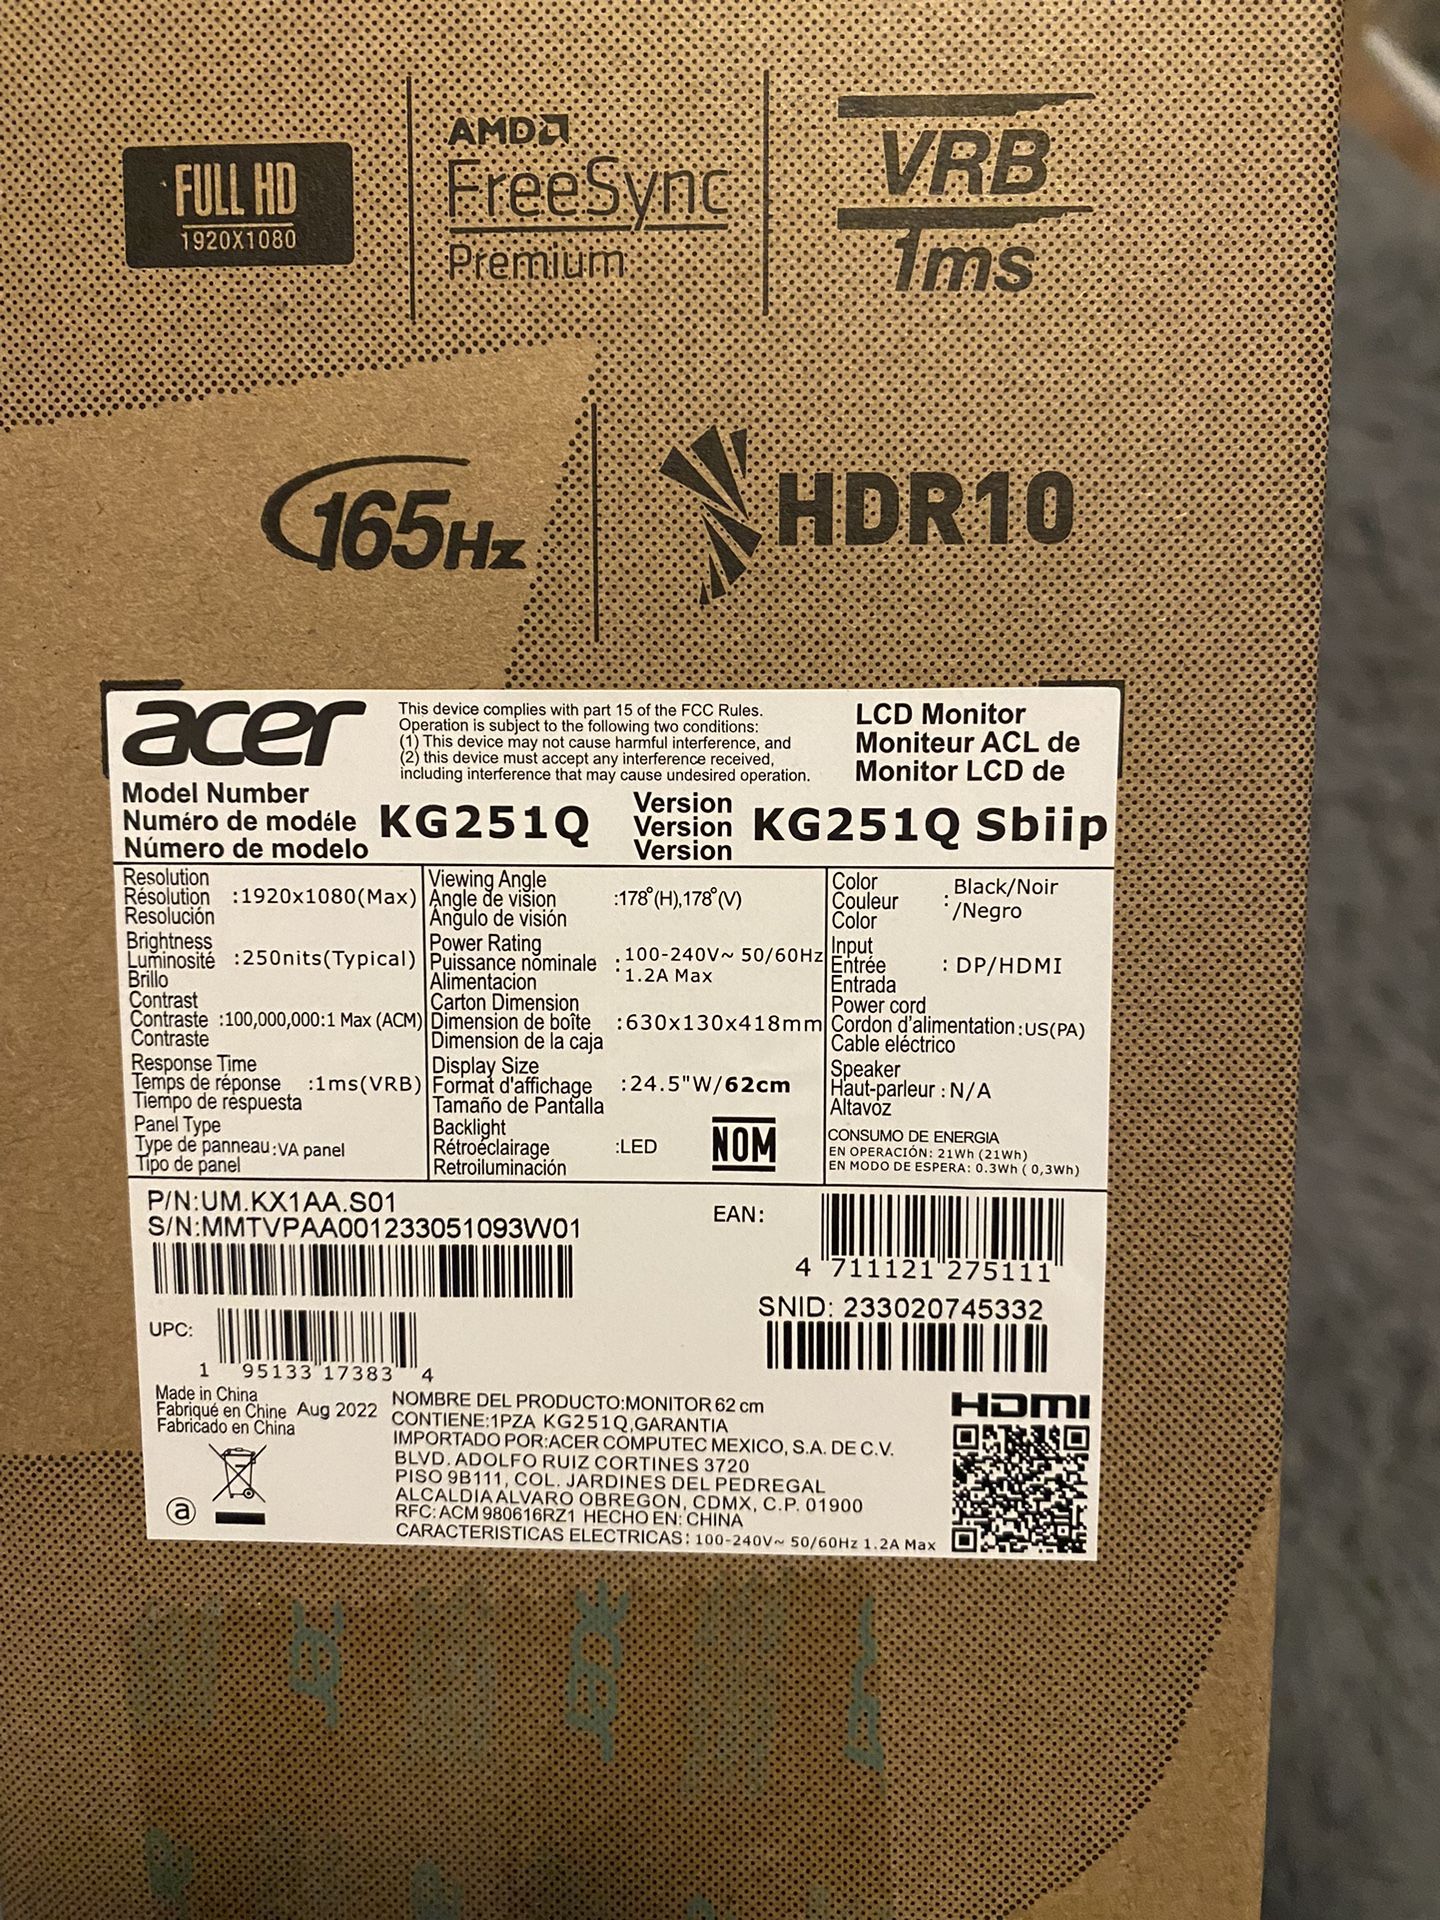 FULL HD
1920X1080
AMD
FreeSync
Premium
VRB
1ms
165Hz
HDR10
acer
This device complies with part 15 of the FCC Rules.
Operation is subject to the following two conditions:
(1) This device may not cause harmful interference, and
(2) this device must accept any interference received,
including interference that may cause undesired operation.
LCD Monitor
Moniteur ACL de
Monitor LCD de
Model Number
Numéro de modéle
Número de modelo
KG251Q
Version
Version
Version
KG251Q Sbiip
Resolution
Résolution :1920x1080(Max)
Resolución
Brightness
Luminosité :250nits(Typical)
Brillo
Contrast
Contraste :100,000,000:1 Max (ACM)
Contraste
Response Time
Temps de réponse :1ms(VRB)
Tiempo de respuesta
Panel Type
Type de panneau:VA panel
Tipo de panel
Viewing Angle
Angle de vision :178°(H),178°(V)
Ángulo de visión
Power Rating
Puissance nominale :100-240V~ 50/60Hz
Alimentacion 1.2A Max
Carton Dimension
Dimension de boîte :630x130x418mm
Dimension de la caja
Display Size
Format d'affichage :24.5"W/62cm
Tamaño de Pantalla
Backlight
Rétroéclairage :LED
Retroiluminación
NOM
Color
Couleur : Black/Noir
Color /Negro
Input
Entrée : DP/HDMI
Entrada
Power cord
Cordon d'alimentation:US(PA)
Cable eléctrico
Speaker
Haut-parleur : N/A
Altavoz
CONSUMO DE ENERGIA
EN OPERACIÓN: 21Wh (21Wh)
EN MODO DE ESPERA: 0.3Wh ( 0,3Wh)
P/N:UM.KX1AA.S01
S/N:MMTVPAA001233051093W01
EAN:
4 711121 275111
SNID: 233020745332
UPC:
1 95133 17383 4
Made in China
Fabriqué en Chine Aug 2022
Fabricado en China
a
NOMBRE DEL PRODUCTO:MONITOR 62 cm
CONTIENE:1PZA KG251Q,GARANTIA
IMPORTADO POR:ACER COMPUTEC MEXICO, S.A. DE C.V.
BLVD. ADOLFO RUIZ CORTINES 3720
PISO 9B111, COL. JARDINES DEL PEDREGAL
ALCALDIA ALVARO OBREGON, CDMX, C.P. 01900
RFC: ACM 980616RZ1 HECHO EN: CHINA
CARACTERISTICAS ELECTRICAS: 100-240V~ 50/60Hz 1.2A Max
HDMI
acer
acer